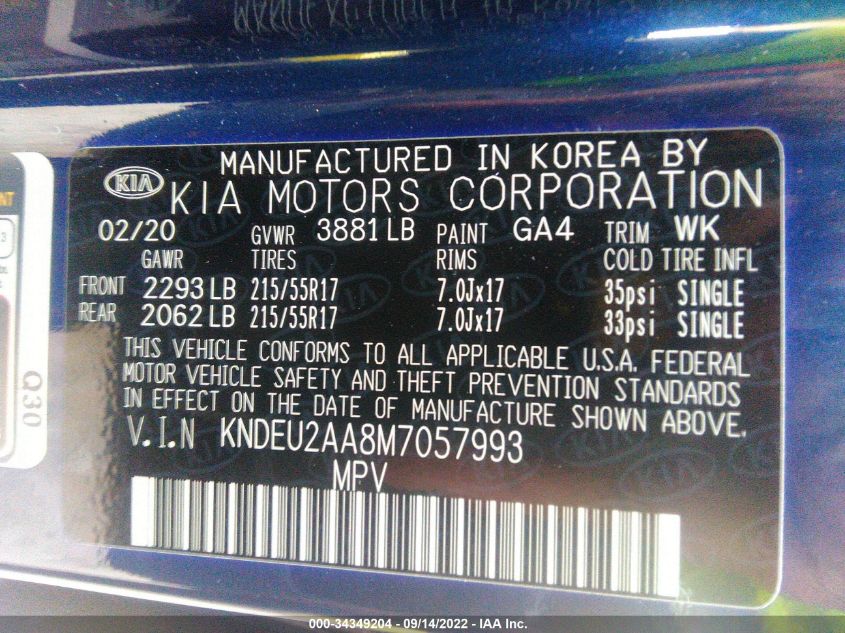 MANUFACTURED IN KOREA BY
KIA KIA MOTORS CORPORATION
02/20 GVWR 3881 LB PAINT GA4 TRIM WK
GAWR TIRES RIMS COLD TIRE INFL
FRONT 2293 LB 215/55R17 7.0Jx17 35psi SINGLE
REAR 2062 LB 215/55R17 7.0Jx17 33psi SINGLE
THIS VEHICLE CONFORMS TO ALL APPLICABLE U.S.A. FEDERAL
MOTOR VEHICLE SAFETY AND THEFT PREVENTION STANDARDS
IN EFFECT ON THE DATE OF MANUFACTURE SHOWN ABOVE.
V.I.N KNDEU2AA8M7057993
MPV
Q30
000-34349204 - 09/14/2022 - IAA Inc.